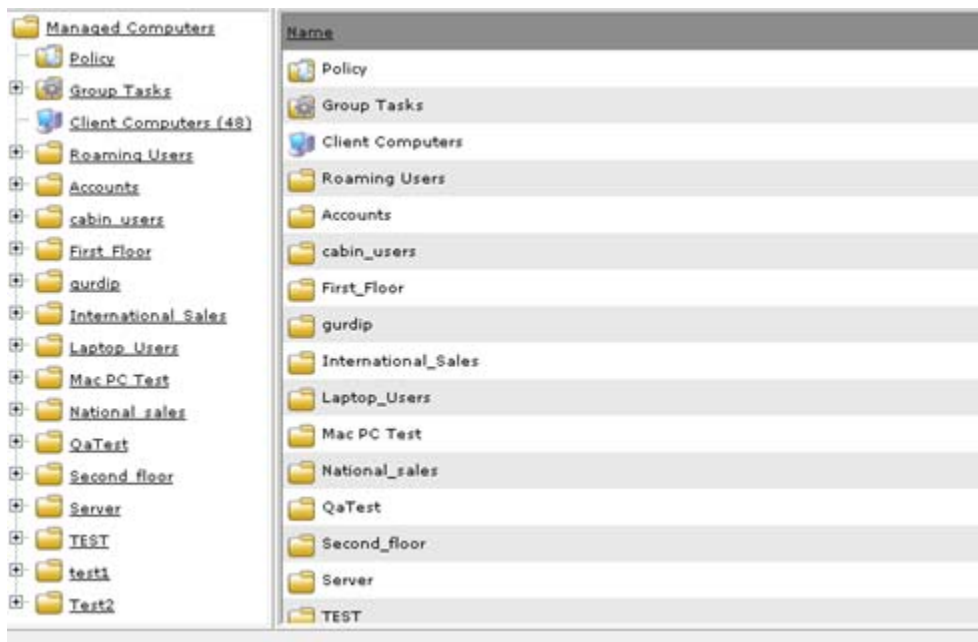 Managed Computers
Policy
Group Tasks
Client Computers (48)
Roaming Users
Accounts
cabin_users
First_Floor
gurdip
International_Sales
Laptop_Users
Mac PC Test
National_sales
QaTest
Second_floor
Server
TEST
test1
Test2
Name
Policy
Group Tasks
Client Computers
Roaming Users
Accounts
cabin_users
First_Floor
gurdip
International_Sales
Laptop_Users
Mac PC Test
National_sales
QaTest
Second_floor
Server
TEST